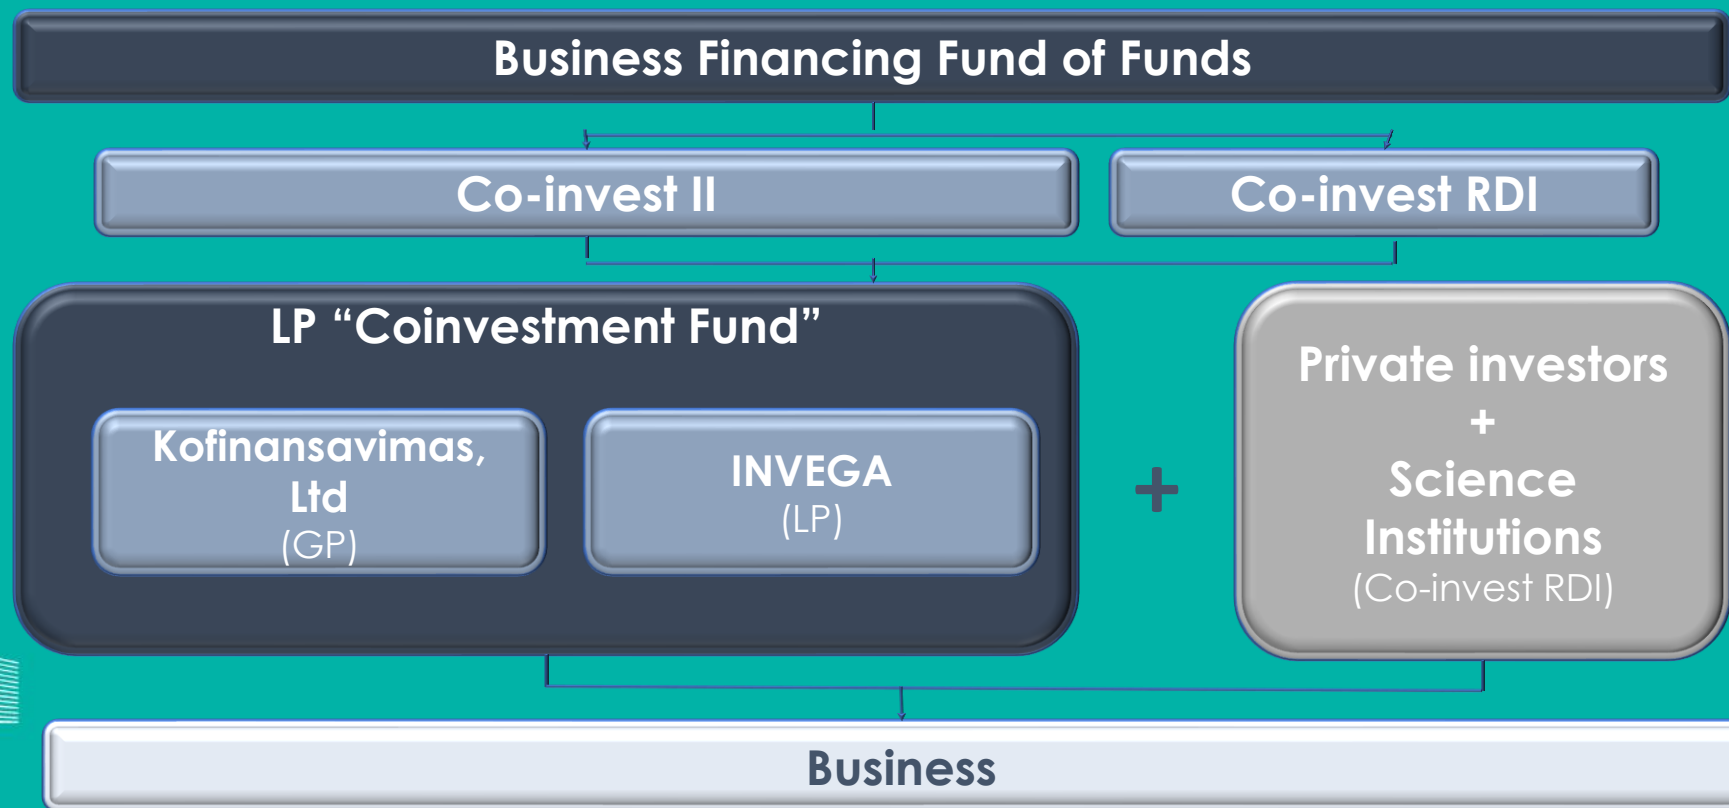 Business Financing Fund of Funds
Co-invest II
Co-invest RDI
LP “Coinvestment Fund”
Kofinansavimas,
Ltd
(GP)
INVEGA
(LP)
+
Private investors
+
Science
Institutions
(Co-invest RDI)
Business